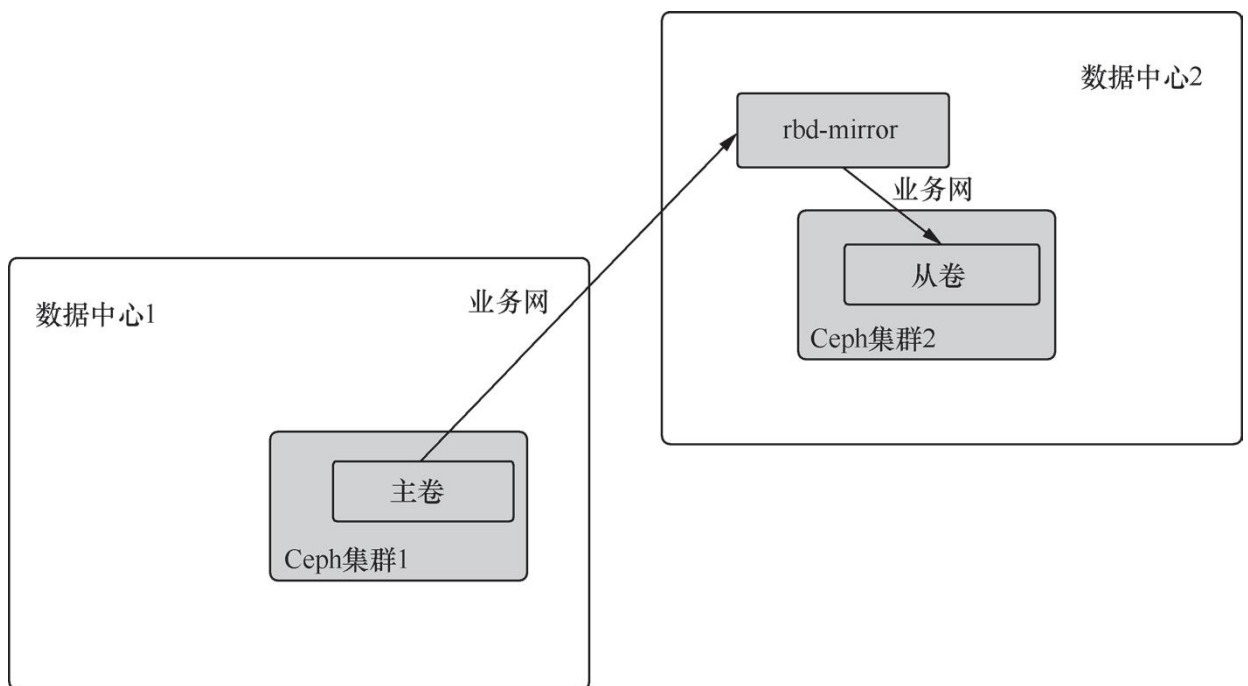 数据中心2
rbd-mirror
业务网
从卷
Ceph集群2
数据中心1
业务网
主卷
Ceph集群1